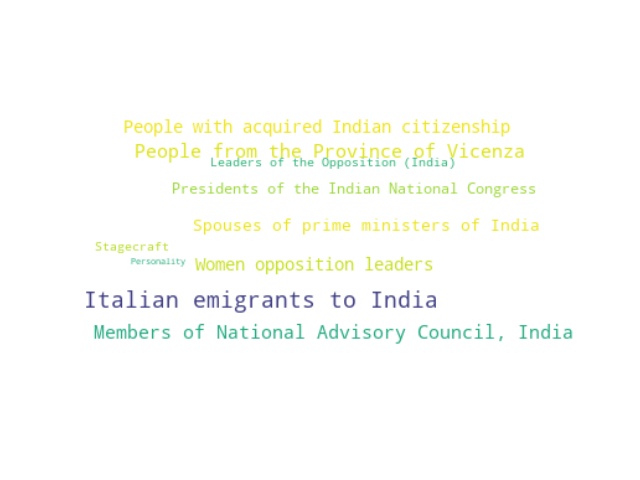 People with acquired Indian citizenship
People from the Province of Vicenza
Leaders of the Opposition (India)
Presidents of the Indian National Congress
Spouses of prime ministers of India
Stagecraft
Personality
Women opposition leaders
Italian emigrants to India
Members of National Advisory Council, India